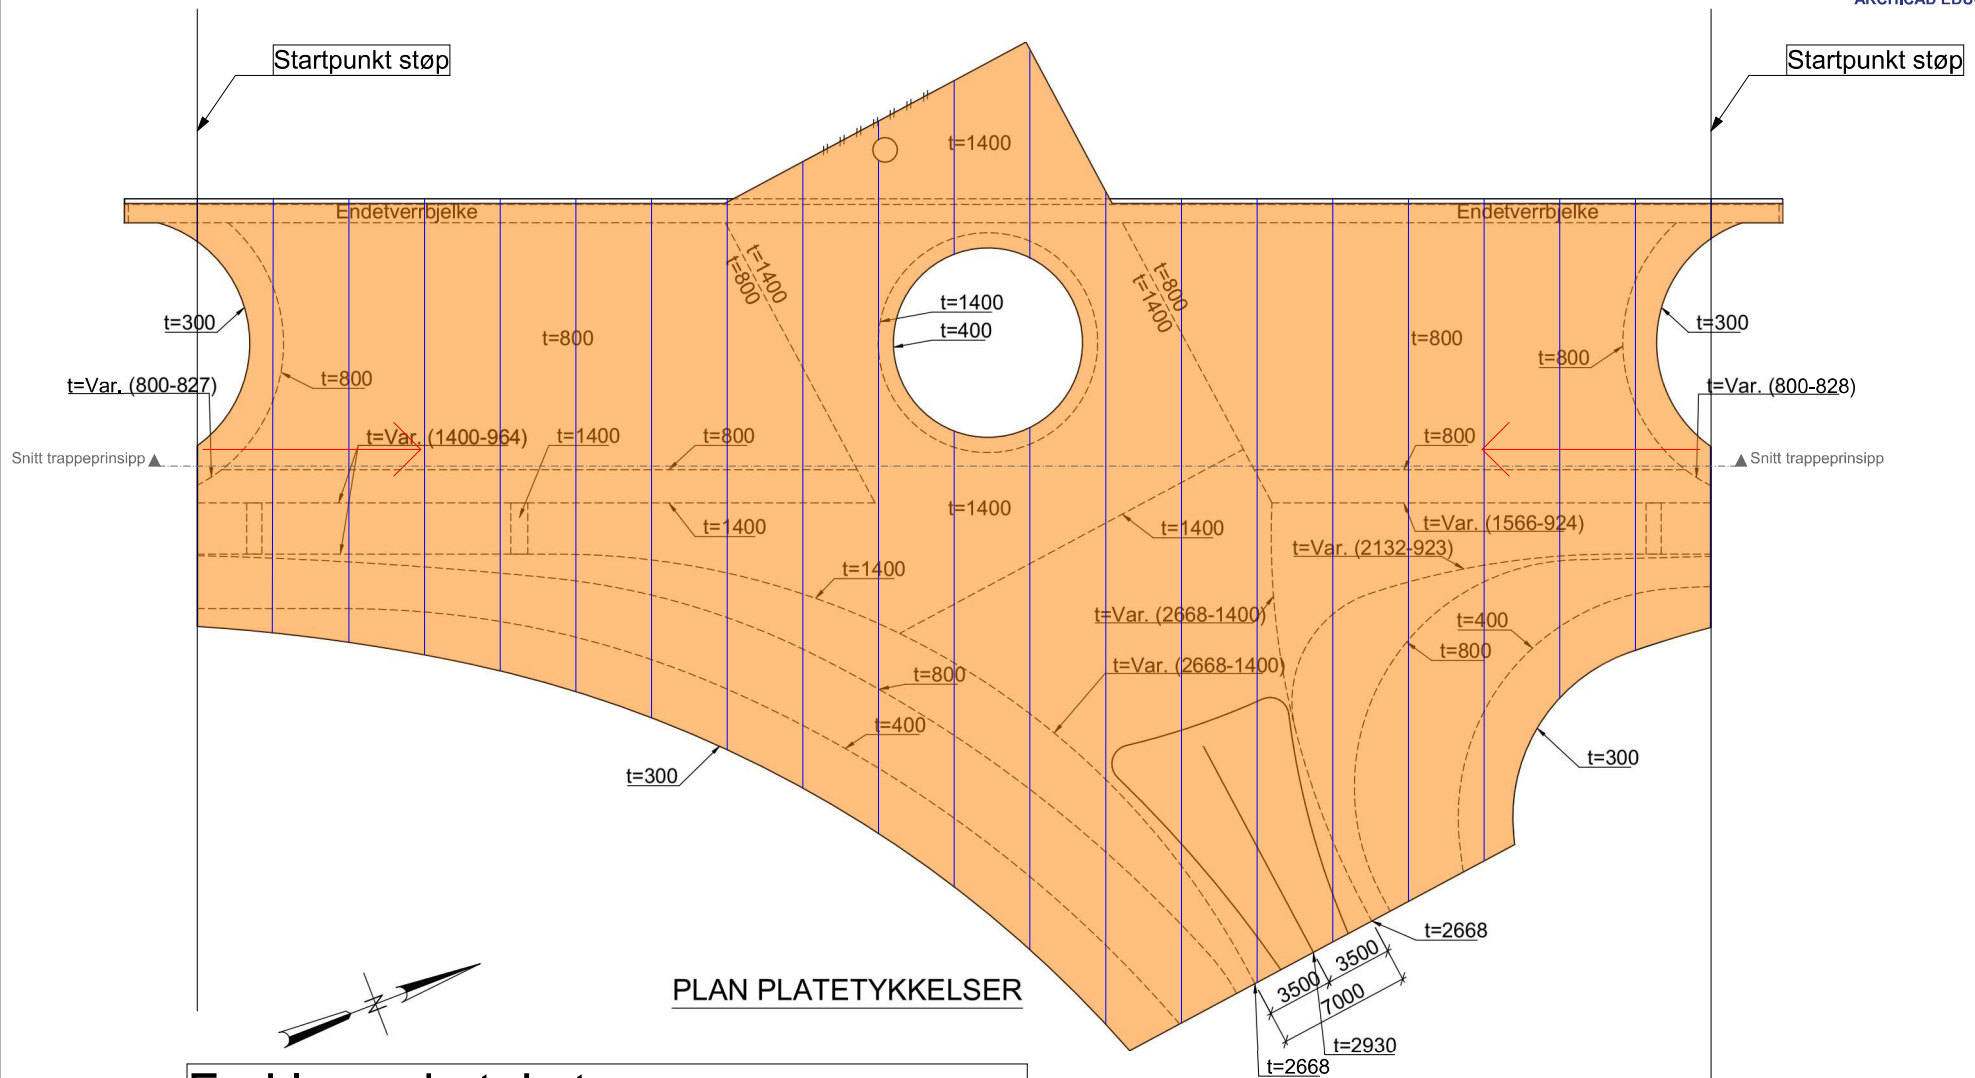 Startpunkt støp
Startpunkt støp
t=1400
Endetverrbjelke
Endetverrbjelke
t=1400
t=800
t=800
t=1400
t=1400
t=400
t=300
t=800
t=800
t=300
t=800
t=800
t=Var. (800-827)
t=Var. (800-828)
t=Var. (1400-964)
t=1400
t=800
t=800
Snitt trappeprinsipp
Snitt trappeprinsipp
t=1400
t=1400
t=1400
t=Var. (1566-924)
t=Var. (2132-923)
t=1400
t=Var. (2668-1400)
t=400
t=800
t=Var. (2668-1400)
t=800
t=400
t=300
t=300
t=2668
3500
3500
7000
N
PLAN PLATETYKKELSER
t=2930
t=2668